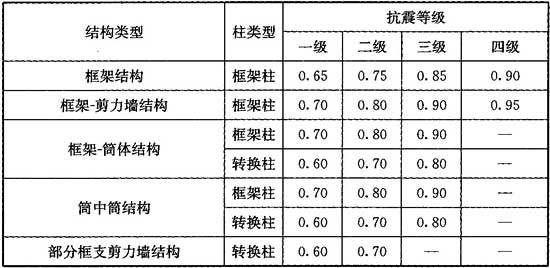 结构类型 柱类型 抗震等级
一级 二级 三级 四级
框架结构 框架柱 0.65 0.75 0.85 0.90
框架-剪力墙结构 框架柱 0.70 0.80 0.90 0.95
框架-筒体结构 框架柱 0.70 0.80 0.90 —
转换柱 0.60 0.70 0.80 —
筒中筒结构 框架柱 0.70 0.80 0.90 —
转换柱 0.60 0.70 0.80 —
部分框支剪力墙结构 转换柱 0.60 0.70 — —